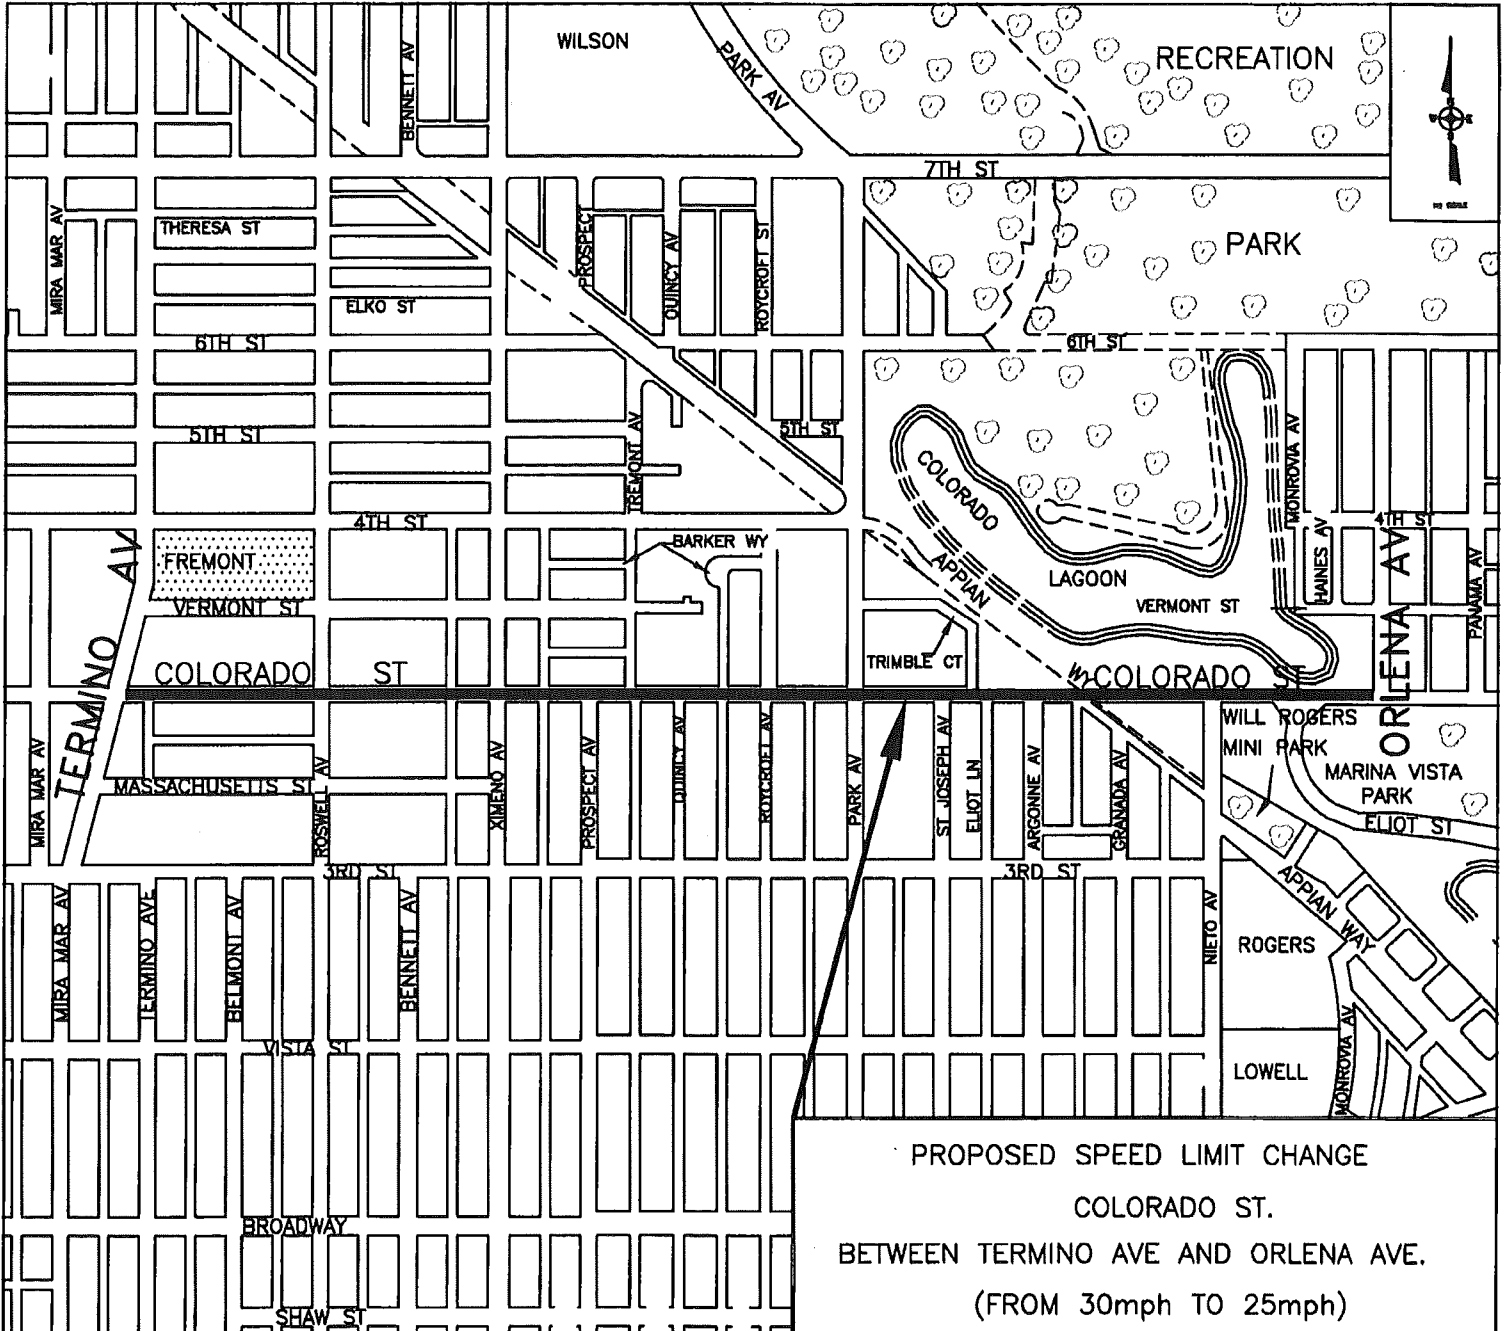 WILSON
RECREATION
PARK AV
BENNETT AV
7TH ST
NO SCALE
MIRA MAR AV
THERESA ST
PROSPECT
QUINCY AV
ROYCROFT ST
PARK
ELKO ST
6TH ST
6TH ST
5TH ST
TREMONT AV
5TH ST
COLORADO
LAGOON
MONROVIA AV
4TH ST
4TH ST
FREMONT
BARKER WY
APPIAN
WY
HAINES AV
ORLENA AV
PANAMA AV
VERMONT ST
VERMONT ST
TERMINO AV
TRIMBLE CT
COLORADO ST
COLORADO ST
WILL ROGERS
MINI PARK
MARINA VISTA
PARK
ELIOT ST
MIRA MAR AV
MASSACHUSETTS ST
ROSWELL AV
XIMENO AV
PROSPECT AV
QUINCY AV
ROYCROFT AV
PARK AV
ST JOSEPH AV
ELIOT LN
ARGONNE AV
GRANADA AV
3RD ST
3RD ST
APPIAN WAY
MIRA MAR AV
TERMINO AVE
BELMONT AV
BENNETT AV
NIETO AV
ROGERS
VISTA ST
LOWELL
MONROVIA AV
BROADWAY
SHAW ST
PROPOSED SPEED LIMIT CHANGE
COLORADO ST.
BETWEEN TERMINO AVE AND ORLENA AVE.
(FROM 30mph TO 25mph)